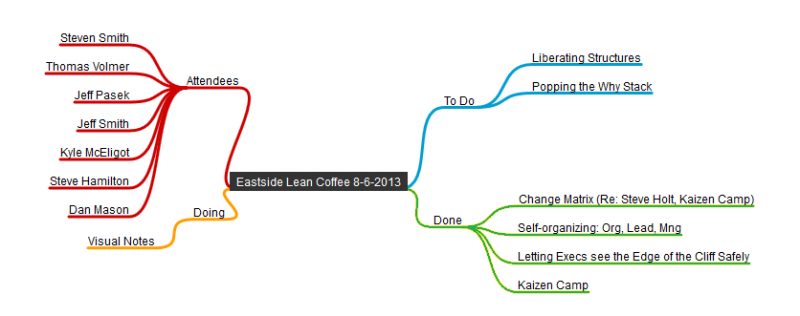 Eastside Lean Coffee 8-6-2013
Attendees
Steven Smith
Thomas Volmer
Jeff Pasek
Jeff Smith
Kyle McEligot
Steve Hamilton
Dan Mason
Doing
Visual Notes
To Do
Liberating Structures
Popping the Why Stack
Done
Change Matrix (Re: Steve Holt, Kaizen Camp)
Self-organizing: Org, Lead, Mng
Letting Execs see the Edge of the Cliff Safely
Kaizen Camp